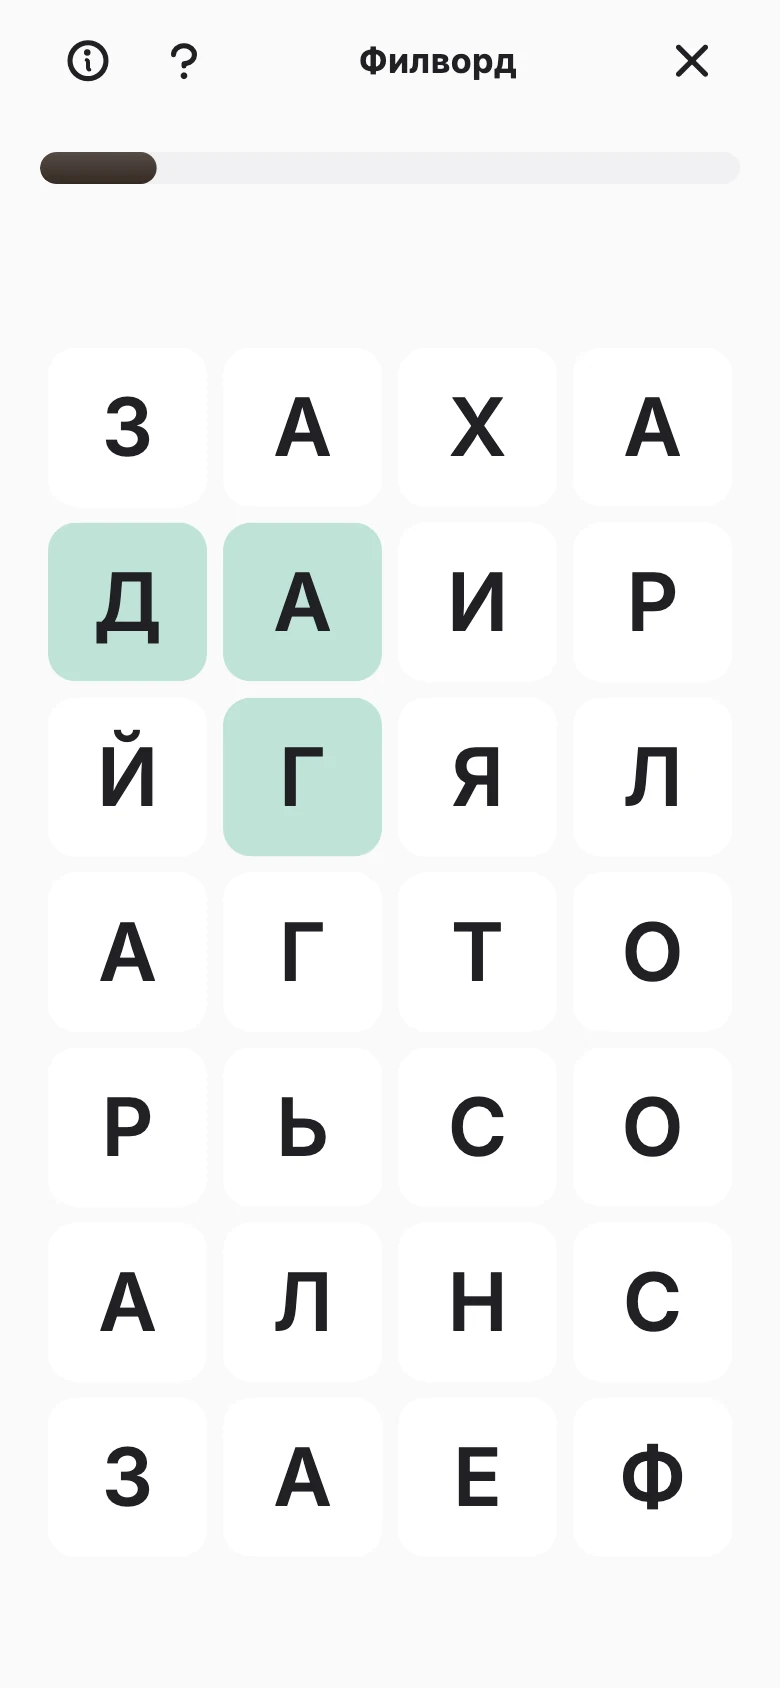 Филворд
З А Х А
Д А И Р
Й Г Я Л
А Г Т О
Р Ь С О
А Л Н С
З А Е Ф